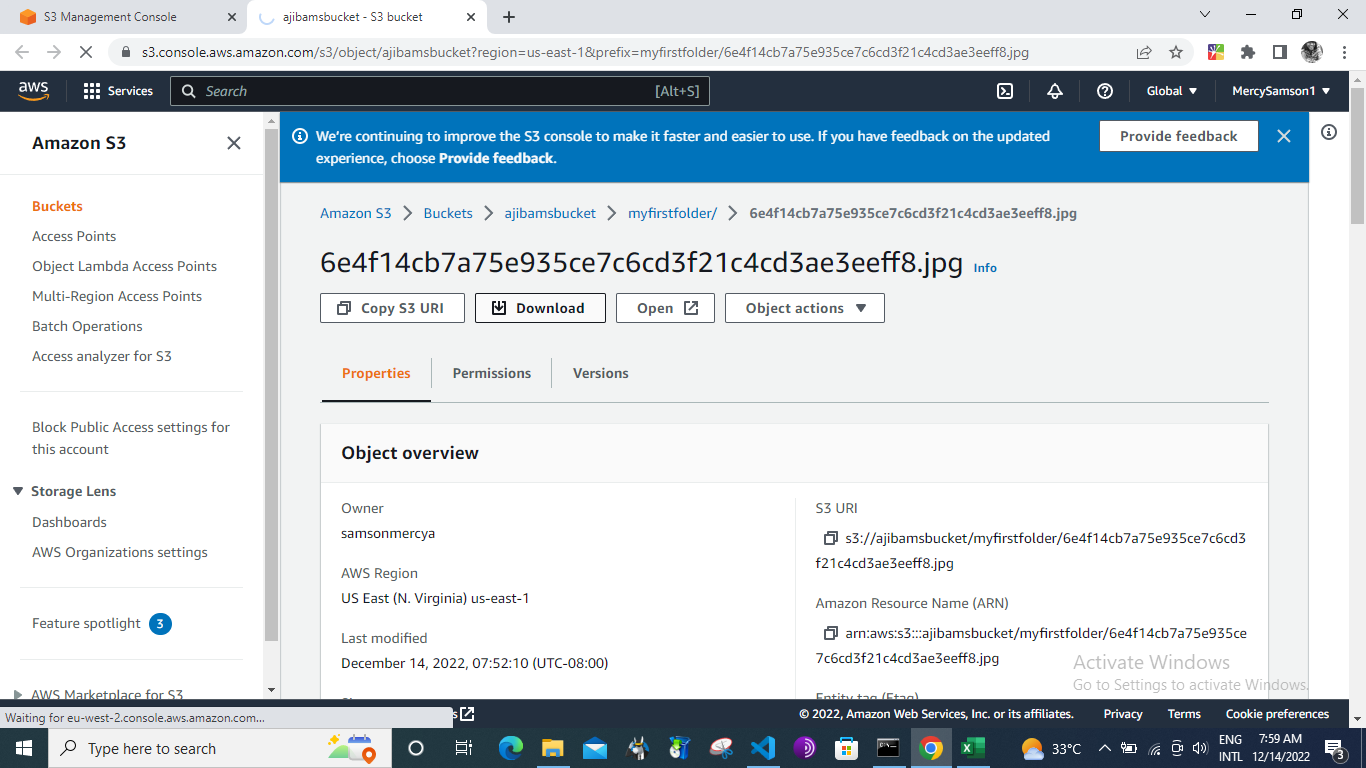 S3 Management Console
ajibamsbucket - S3 bucket
s3.console.aws.amazon.com/s3/object/ajibamsbucket?region=us-east-1&prefix=myfirstfolder/6e4f14cb7a75e935ce7c6cd3f21c4cd3ae3eeff8.jpg
aws
Services
Search
[Alt+S]
Global
MercySamson1
Amazon S3
Buckets
Access Points
Object Lambda Access Points
Multi-Region Access Points
Batch Operations
Access analyzer for S3
Block Public Access settings for
this account
Storage Lens
Dashboards
AWS Organizations settings
Feature spotlight 3
AWS Marketplace for S3
We're continuing to improve the S3 console to make it faster and easier to use. If you have feedback on the updated
experience, choose Provide feedback.
Provide feedback
Amazon S3
Buckets
ajibamsbucket
myfirstfolder/
6e4f14cb7a75e935ce7c6cd3f21c4cd3ae3eeff8.jpg
6e4f14cb7a75e935ce7c6cd3f21c4cd3ae3eeff8.jpg Info
Copy S3 URI
Download
Open
Object actions
Properties
Permissions
Versions
Object overview
Owner
samsonmercya
AWS Region
US East (N. Virginia) us-east-1
Last modified
December 14, 2022, 07:52:10 (UTC-08:00)
S3 URI
s3://ajibamsbucket/myfirstfolder/6e4f14cb7a75e935ce7c6cd3
f21c4cd3ae3eeff8.jpg
Amazon Resource Name (ARN)
arn:aws:s3:::ajibamsbucket/myfirstfolder/6e4f14cb7a75e935ce
7c6cd3f21c4cd3ae3eeff8.jpg
Entity tag (Etag)
Activate Windows
Go to Settings to activate Windows.
Waiting for eu-west-2.console.aws.amazon.com...
© 2022, Amazon Web Services, Inc. or its affiliates.
Privacy
Terms
Cookie preferences
Type here to search
33°C
ENG
INTL
7:59 AM
12/14/2022
3